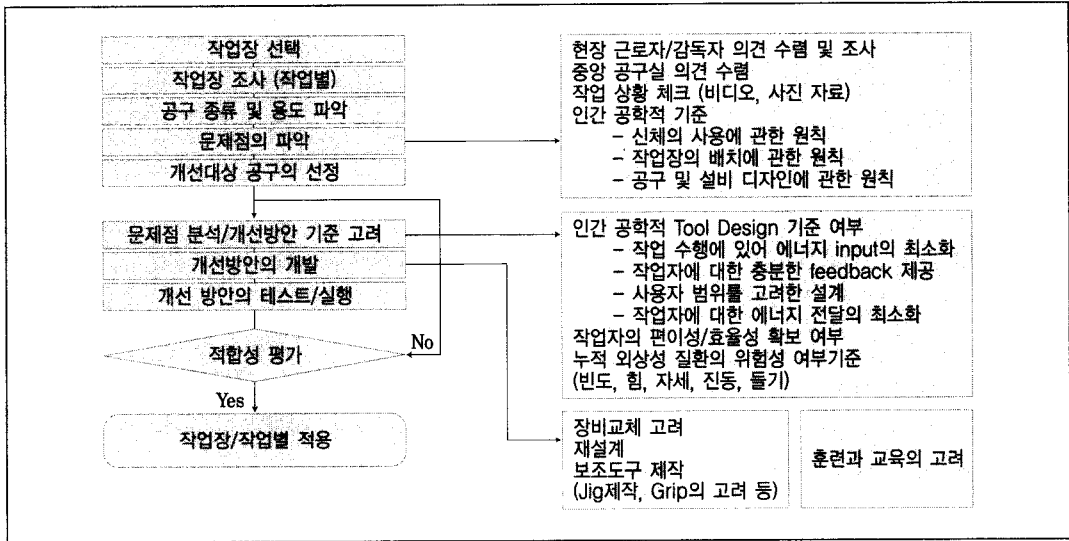 작업장 선택
작업장 조사 (작업별)
공구 종류 및 용도 파악
문제점의 파악
개선대상 공구의 선정
문제점 분석/개선방안 기준 고려
개선방안의 개발
개선 방안의 테스트/실행
적합성 평가
No
Yes
작업장/작업별 적용
현장 근로자/감독자 의견 수렴 및 조사
중앙 공구실 의견 수렴
작업 상황 체크 (비디오, 사진 자료)
인간 공학적 기준
– 신체의 사용에 관한 원칙
– 작업장의 배치에 관한 원칙
– 공구 및 설비 디자인에 관한 원칙
인간 공학적 Tool Design 기준 여부
– 작업 수행에 있어 에너지 input의 최소화
– 작업자에 대한 충분한 feedback 제공
– 사용자 범위를 고려한 설계
– 작업자에 대한 에너지 전달의 최소화
작업자의 편이성/효율성 확보 여부
누적 외상성 질환의 위험성 여부기준
(빈도, 힘, 자세, 진동, 들기)
장비교체 고려
재설계
보조도구 제작
(Jig제작, Grip의 고려 등)
훈련과 교육의 고려